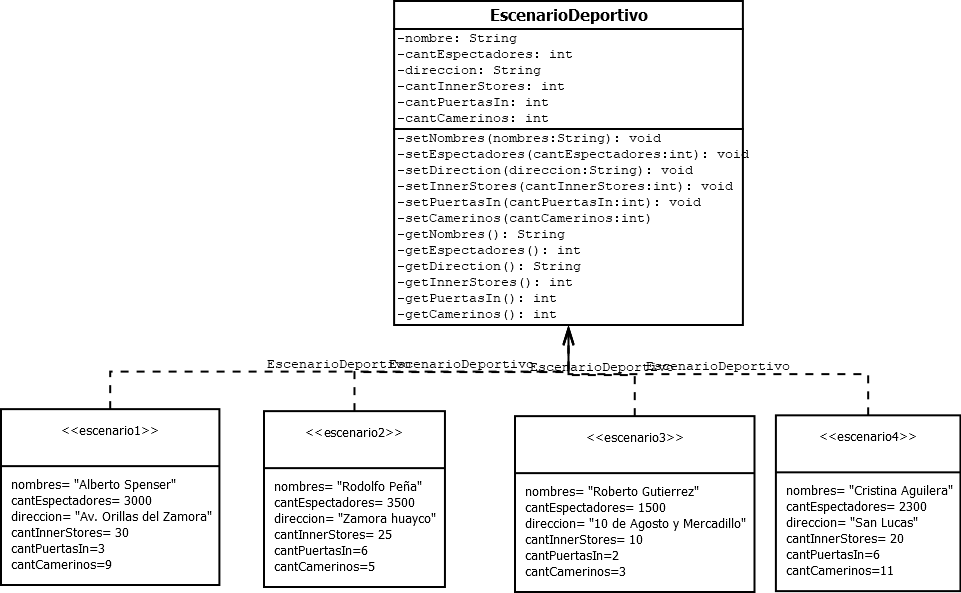 EscenarioDeportivo
-nombre: String
-cantEspectadores: int
-direccion: String
-cantInnerStores: int
-cantPuertasIn: int
-cantCamerinos: int
-setNombres(nombres:String): void
-setEspectadores(cantEspectadores:int): void
-setDirection(direccion:String): void
-setInnerStores(cantInnerStores:int): void
-setPuertasIn(cantPuertasIn:int): void
-setCamerinos(cantCamerinos:int)
-getNombres(): String
-getEspectadores(): int
-getDirection(): String
-getInnerStores(): int
-getPuertasIn(): int
-getCamerinos(): int
EscenarioDeportivo
EscenarioDeportivo
EscenarioDeportivo
EscenarioDeportivo
<<escenario1>>
nombres= "Alberto Spenser"
cantEspectadores= 3000
direccion= "Av. Orillas del Zamora"
cantInnerStores= 30
cantPuertasIn=3
cantCamerinos=9
<<escenario2>>
nombres= "Rodolfo Peña"
cantEspectadores= 3500
direccion= "Zamora huayco"
cantInnerStores= 25
cantPuertasIn=6
cantCamerinos=5
<<escenario3>>
nombres= "Roberto Gutierrez"
cantEspectadores= 1500
direccion= "10 de Agosto y Mercadillo"
cantInnerStores= 10
cantPuertasIn=2
cantCamerinos=3
<<escenario4>>
nombres= "Cristina Aguilera"
cantEspectadores= 2300
direccion= "San Lucas"
cantInnerStores= 20
cantPuertasIn=6
cantCamerinos=11